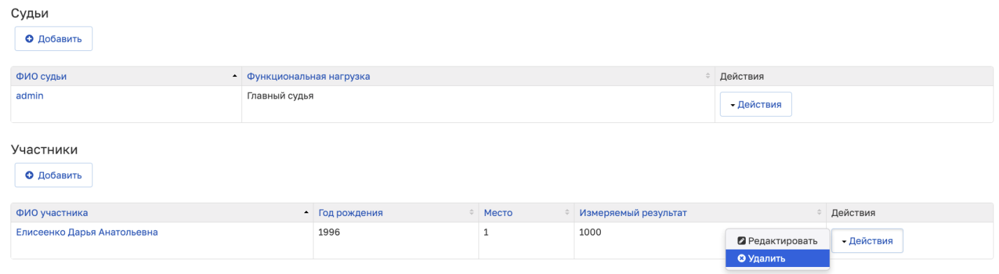 Судьи
Добавить
ФИО судьи Функциональная нагрузка Действия
admin Главный судья Действия
Участники
Добавить
ФИО участника Год рождения Место Измеряемый результат Действия
Елисеенко Дарья Анатольевна 1996 1 1000 Действия
Редактировать
Удалить